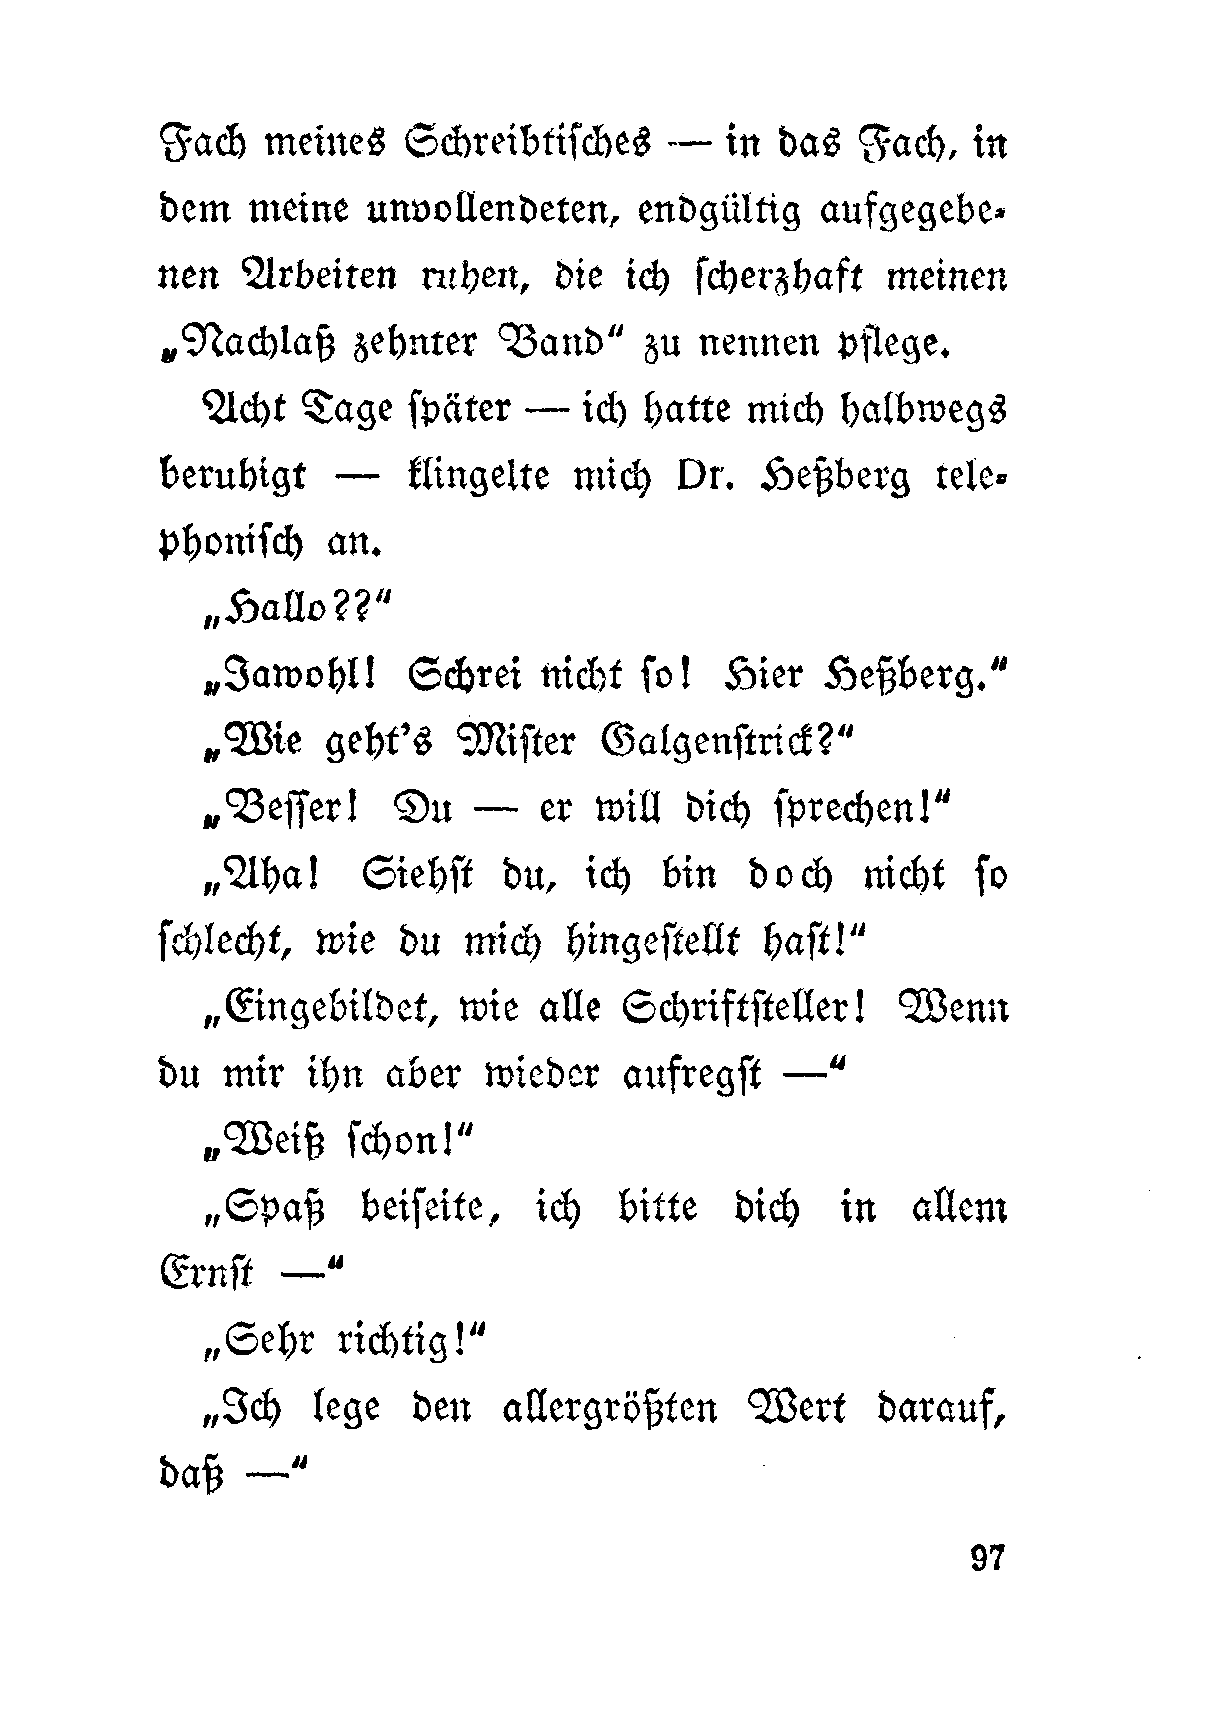 Fach meines Schreibtiſches — in das Fach, in
dem meine unvollendeten, endgültig aufgegebe-
nen Arbeiten ruhen, die ich ſcherzhaft meinen
„Nachlaß zehnter Band“ zu nennen pflege.
Acht Tage ſpäter — ich hatte mich halbwegs
beruhigt — klingelte mich Dr. Heßberg tele-
phoniſch an.
„Hallo??“
„Jawohl! Schrei nicht ſo! Hier Heßberg.“
„Wie geht's Miſter Galgenſtrick?“
„Beſſer! Du — er will dich ſprechen!“
„Aha! Siehſt du, ich bin doch nicht ſo
ſchlecht, wie du mich hingeſtellt haſt!“
„Eingebildet, wie alle Schriftſteller! Wenn
du mir ihn aber wieder aufregſt —“
„Weiß ſchon!“
„Spaß beiſeite, ich bitte dich in allem
Ernſt —“
„Sehr richtig!“
„Ich lege den allergrößten Wert darauf,
daß —“
97